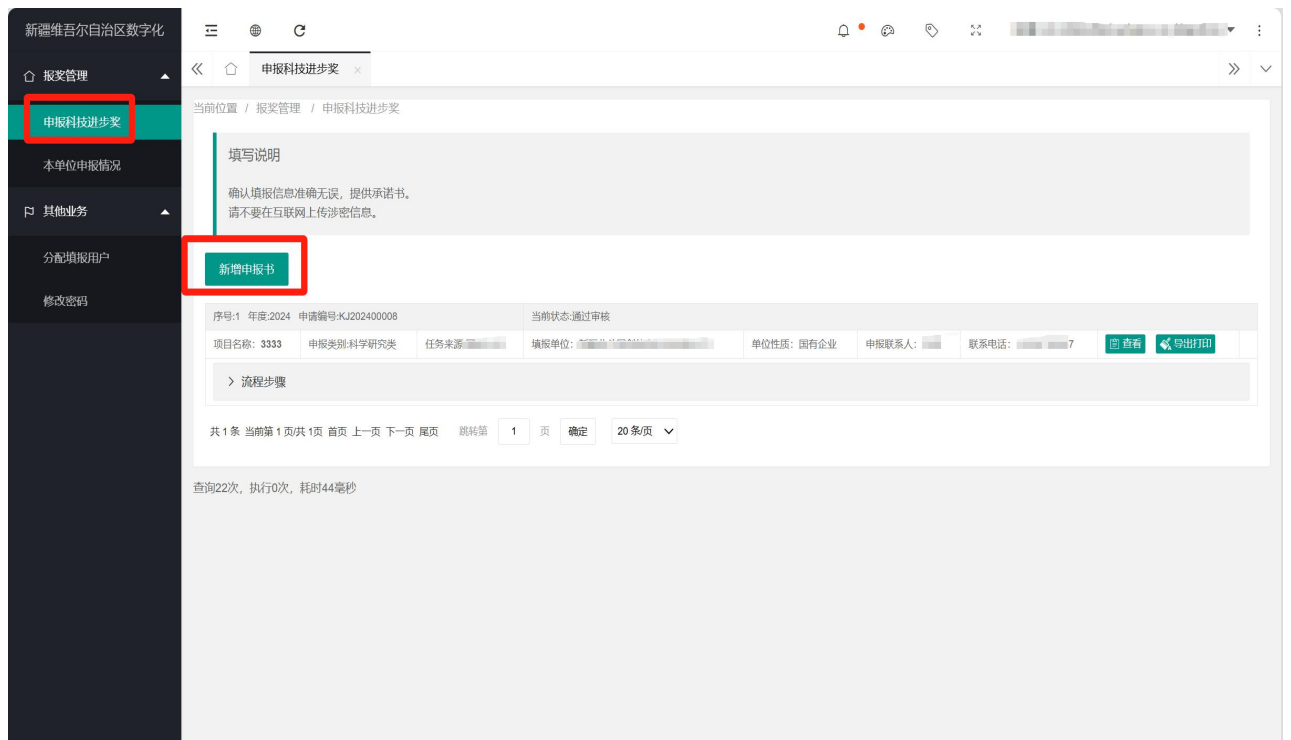 新疆维吾尔自治区数字化
报奖管理
申报科技进步奖
本单位申报情况
其他业务
分配填报用户
修改密码
申报科技进步奖 ×
当前位置 / 报奖管理 / 申报科技进步奖
填写说明
确认填报信息准确无误，提供承诺书。
请不要在互联网上传涉密信息。
新增申报书
序号:1 年度:2024 申请编号:KJ202400008 当前状态:通过审核
项目名称：3333 申报类别:科学研究类 任务来源 填报单位： 单位性质：国有企业 申报联系人： 联系电话： 7 查看 导出打印
流程步骤
共 1 条 当前第 1 页/共 1页 首页 上一页 下一页 尾页 跳转第 1 页 确定 20 条/页
查询22次，执行0次，耗时44毫秒